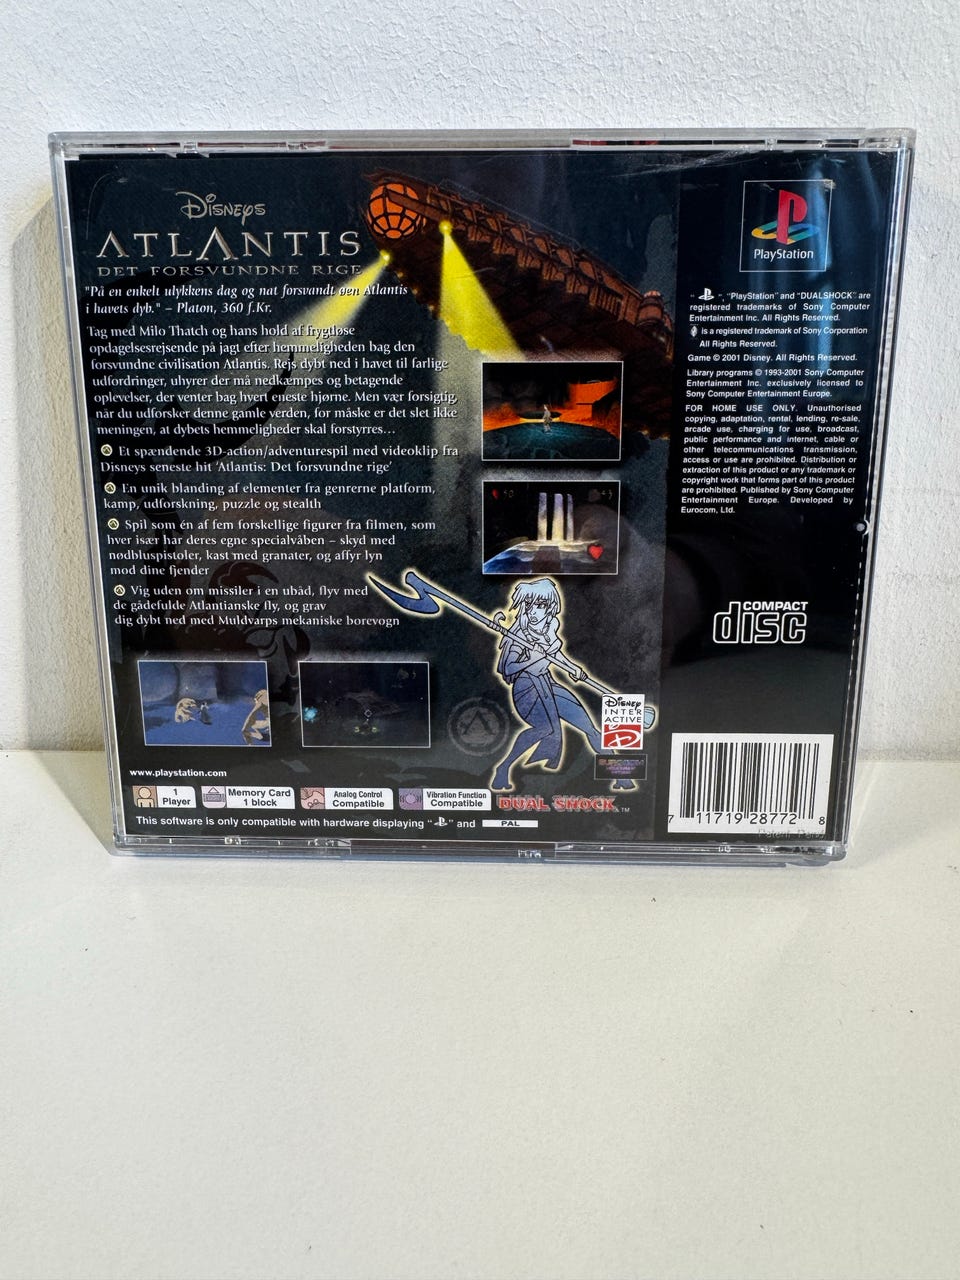 Disneys
ATLANTIS
DET FORSVUNDNE RIGE
"På en enkelt ulykkens dag og nat forsvandt øen Atlantis
i havets dyb." – Platon, 360 f.Kr.
Tag med Milo Thatch og hans hold af frygtløse
opdagelsesrejsende på jagt efter hemmeligheden bag den
forsvundne civilisation Atlantis. Rejs dybt ned i havet til farlige
udfordringer, uhyrer der må nedkæmpes og betagende
oplevelser, der venter bag hvert eneste hjørne. Men vær forsigtig,
når du udforsker denne gamle verden, for måske er det slet ikke
meningen, at dybets hemmeligheder skal forstyrres...
Et spændende 3D-action/adventurespil med videoklip fra
Disneys seneste hit 'Atlantis: Det forsvundne rige'
En unik blanding af elementer fra genrerne platform,
kamp, udforskning, puzzle og stealth
Spil som én af fem forskellige figurer fra filmen, som
hver især har deres egne specialvåben – skyd med
nødbluspistoler, kast med granater, og affyr lyn
mod dine fjender
Vig uden om missiler i en ubåd, flyv med
de gådefulde Atlantianske fly, og grav
dig dybt ned med Muldvarps mekaniske borevogn
www.playstation.com
1
Player
Memory Card
1 block
Analog Control
Compatible
Vibration Function
Compatible
DUAL SHOCK™
This software is only compatible with hardware displaying " " and PAL
Disney
INTER
ACTIVE
EUROCOM
PlayStation
" ", "PlayStation" and "DUALSHOCK" are
registered trademarks of Sony Computer
Entertainment Inc. All Rights Reserved.
is a registered trademark of Sony Corporation
All Rights Reserved.
Game © 2001 Disney. All Rights Reserved.
Library programs © 1993-2001 Sony Computer
Entertainment Inc. exclusively licensed to
Sony Computer Entertainment Europe.
FOR HOME USE ONLY. Unauthorised
copying, adaptation, rental, lending, re-sale,
arcade use, charging for use, broadcast,
public performance and internet, cable or
other telecommunications transmission,
access or use are prohibited. Distribution or
extraction of this product or any trademark or
copyright work that forms part of this product
are prohibited. Published by Sony Computer
Entertainment Europe. Developed by
Eurocom, Ltd.
COMPACT
disc
7 11719 28772 8
Patent Pend